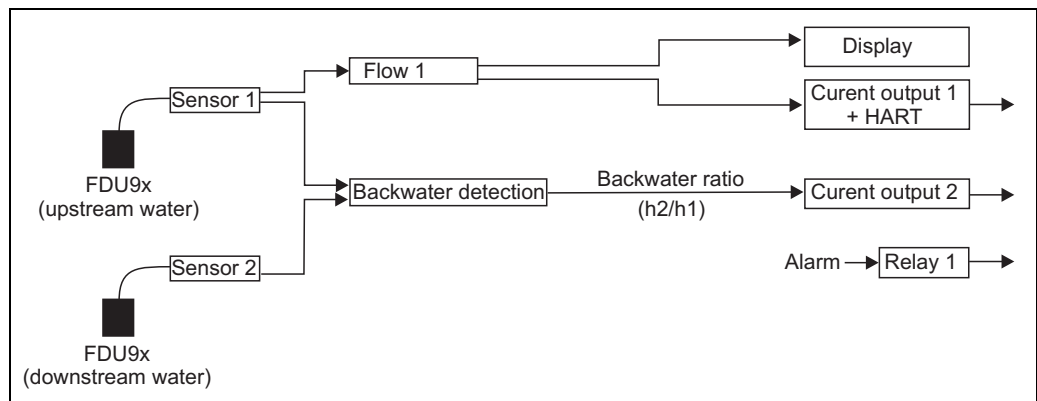 Display
Flow 1
Sensor 1
Curent output 1
+ HART
FDU9x
(upstream water)
Backwater detection
Backwater ratio
(h2/h1)
Curent output 2
Sensor 2
Alarm
Relay 1
FDU9x
(downstream water)